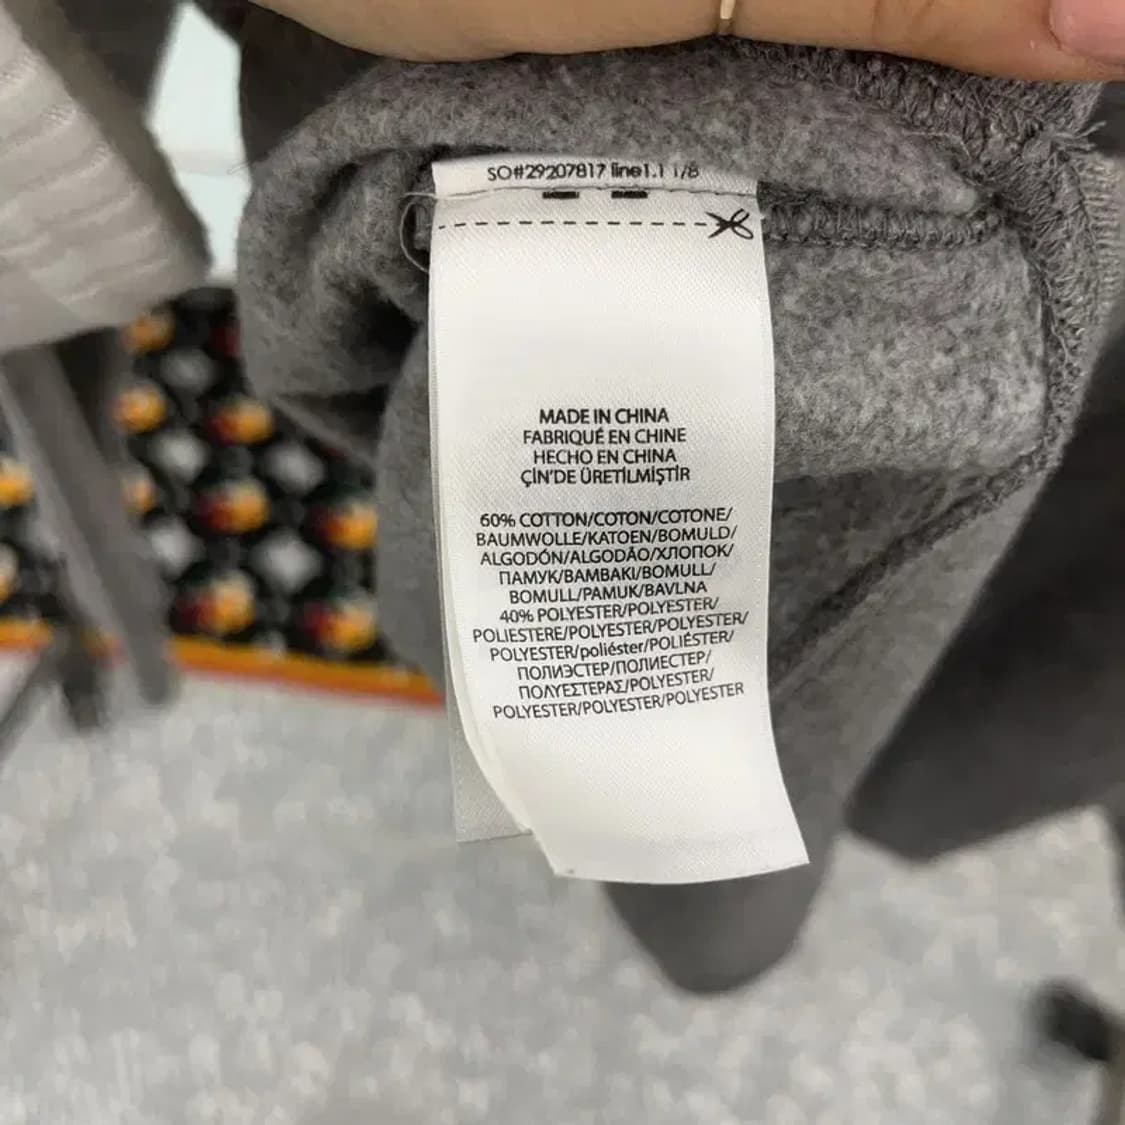 SO#29207817 line1.1 1/8
MADE IN CHINA
FABRIQUÉ EN CHINE
HECHO EN CHINA
ÇİN'DE ÜRETİLMİŞTİR
60% COTTON/COTON/COTONE/
BAUMWOLLE/KATOEN/BOMULD/
ALGODÓN/ALGODÃO/ХЛОПОК/
ПАМУК/ΒΑΜΒΑΚΙ/BOMULL/
BOMULL/PAMUK/BAVLNA
40% POLYESTER/POLYESTER/
POLIESTERE/POLYESTER/POLYESTER/
POLYESTER/poliéster/POLIÉSTER/
ПОЛИЭСТЕР/ПОЛИЕСТЕР/
ΠΟΛΥΕΣΤΕΡΑΣ/POLYESTER/
POLYESTER/POLYESTER/POLYESTER